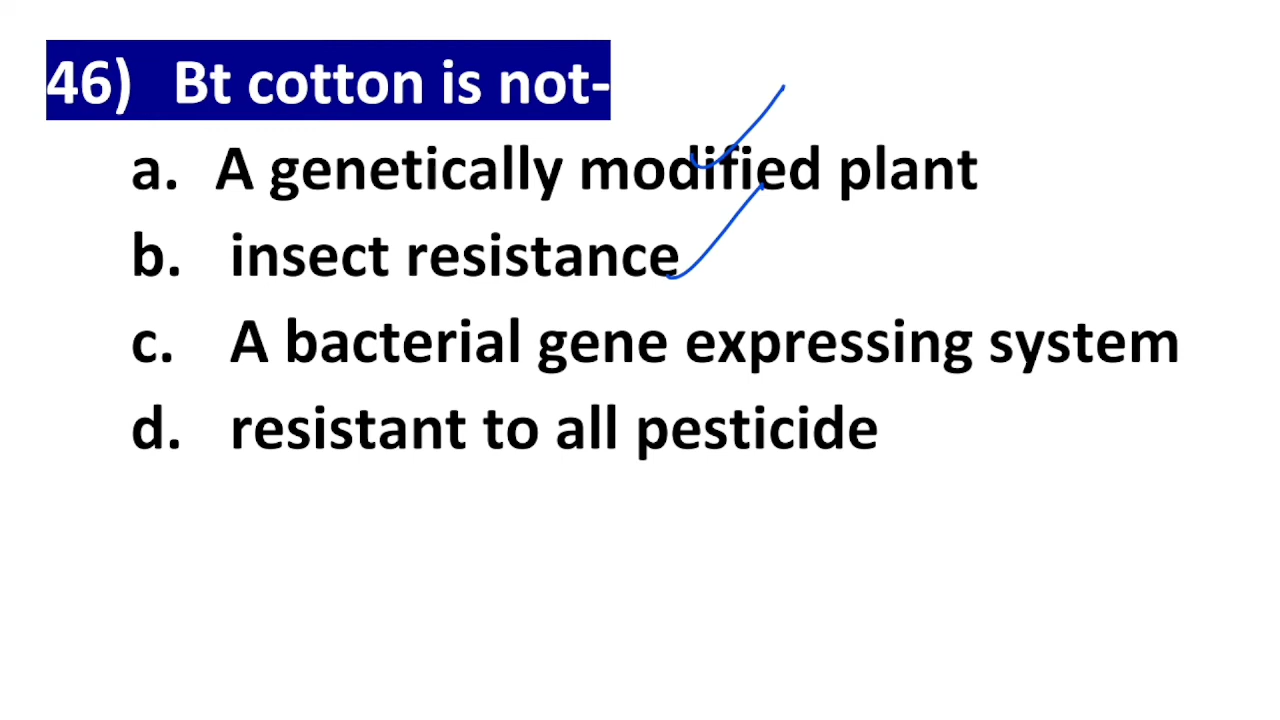 46) Bt cotton is not-
a. A genetically modified plant
b. insect resistance
c. A bacterial gene expressing system
d. resistant to all pesticide